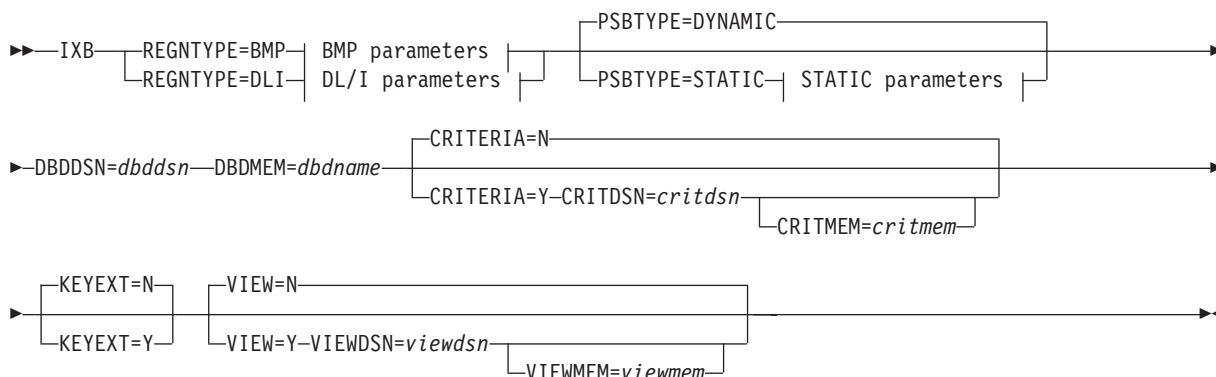 PSBTYPE=DYNAMIC
IXB REGNTYPE=BMP BMP parameters
REGNTYPE=DLI DL/I parameters PSBTYPE=STATIC STATIC parameters
CRITERIA=N
DBDDSN=dbddsn DBDMEM=dbdname
CRITERIA=Y CRITDSN=critdsn
CRITMEM=critmem
KEYEXT=N VIEW=N
KEYEXT=Y VIEW=Y VIEWDSN=viewdsn
VIEWMEM=viewmem